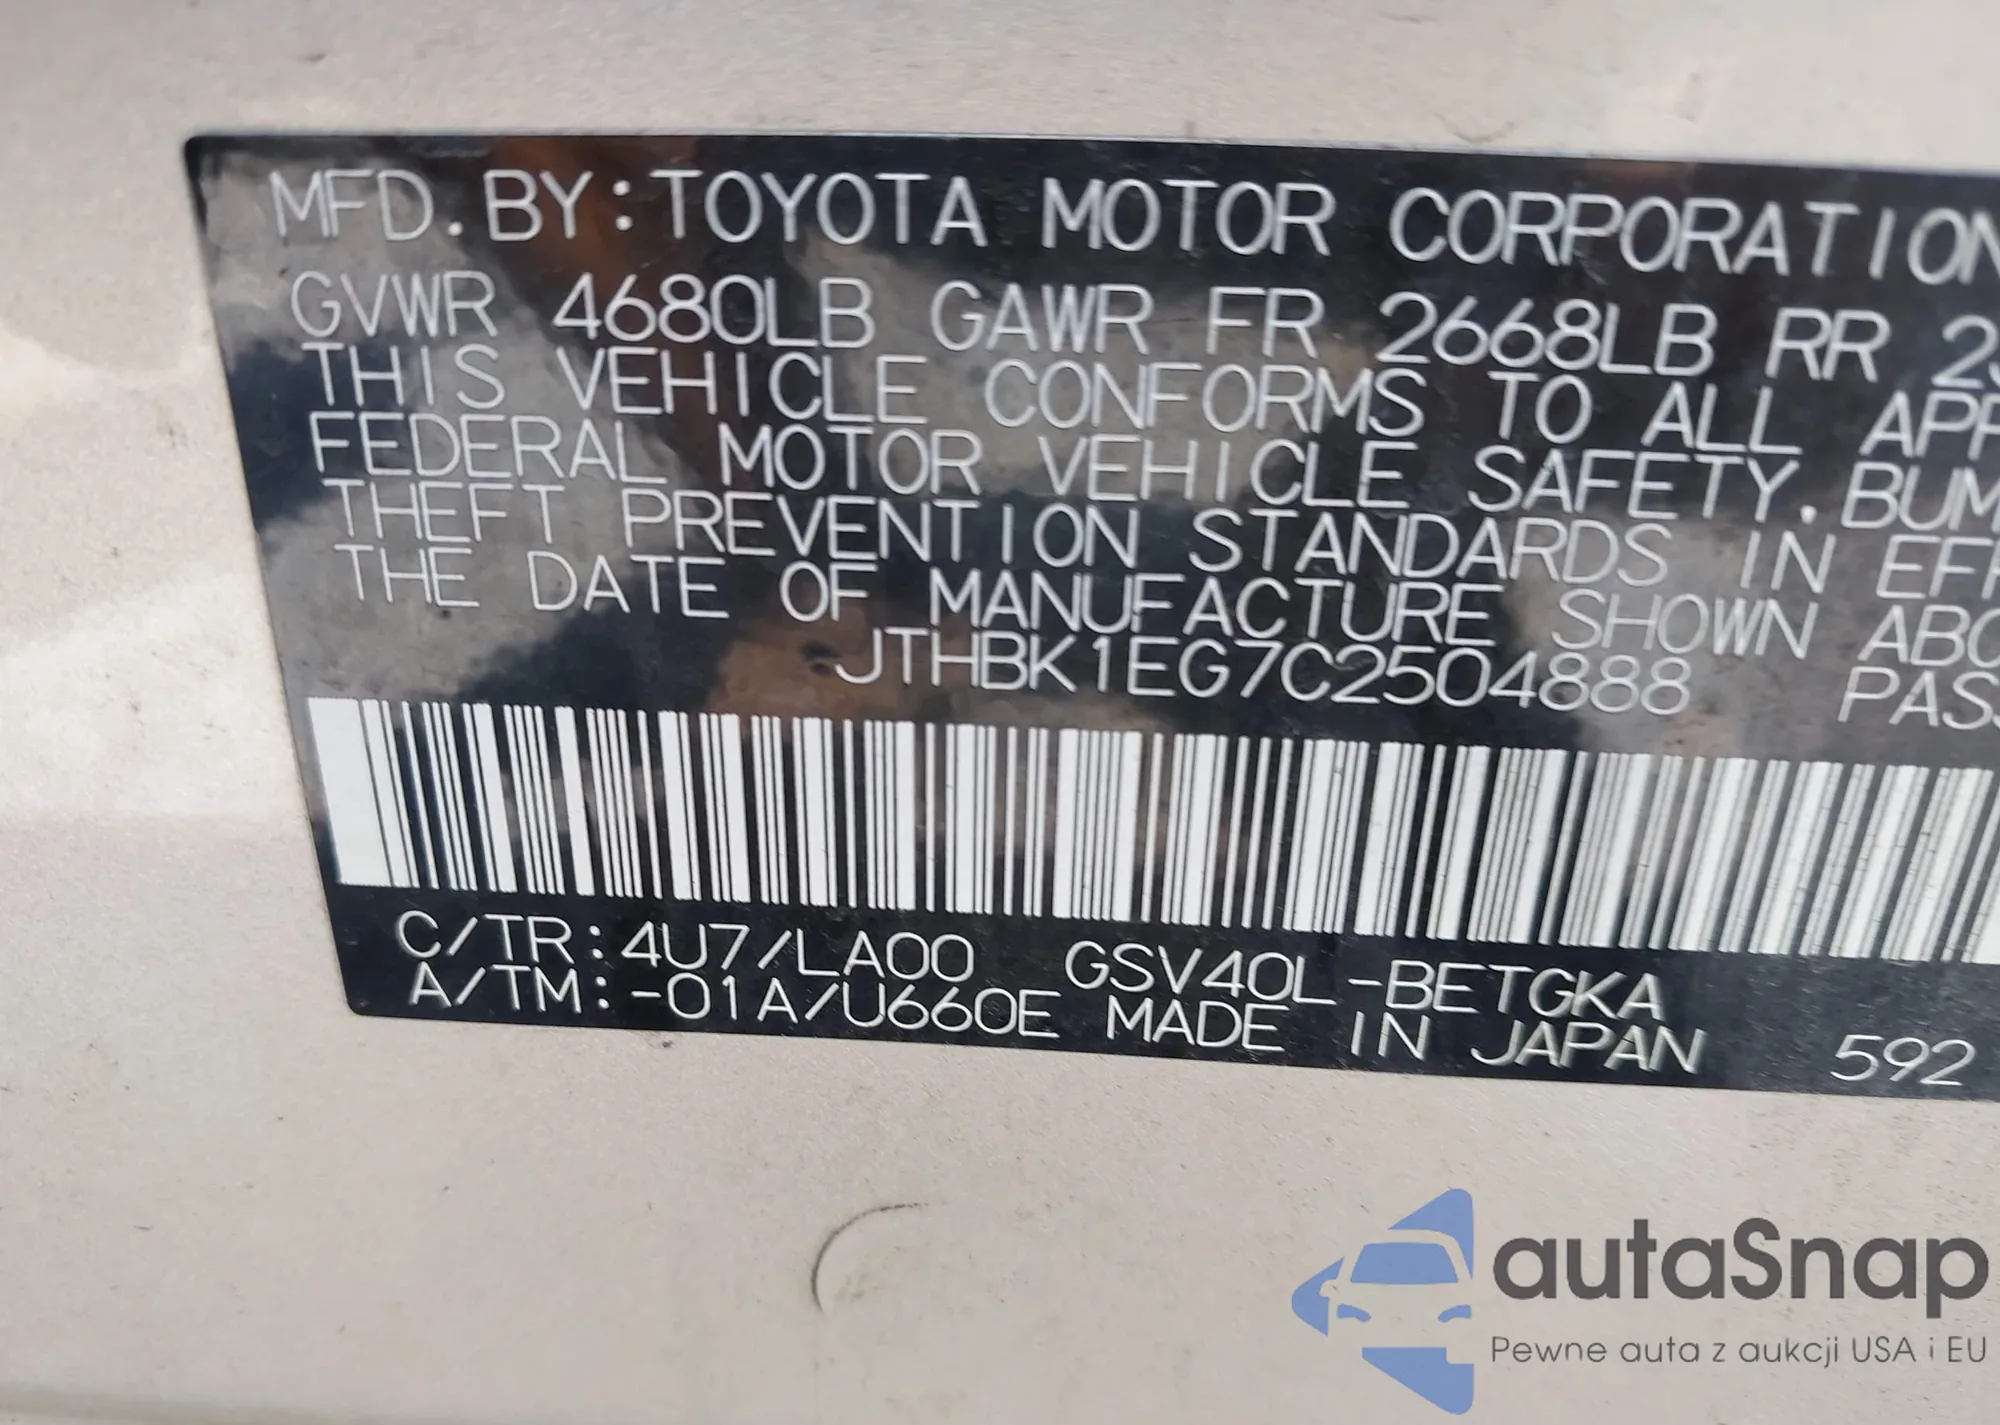 MFD.BY:TOYOTA MOTOR CORPORATION
GVWR 4680LB GAWR FR 2668LB RR
THIS VEHICLE CONFORMS TO ALL
FEDERAL MOTOR VEHICLE SAFETY.
THEFT PREVENTION STANDARDS IN
THE DATE OF MANUFACTURE SHOWN
JTHBK1EG7C2504888
C/TR:4U7/LA00 GSV40L-BETGKA
A/TM:-01A/U660E MADE IN JAPAN 592
autaSnap
Pewne auta z aukcji USA i EU